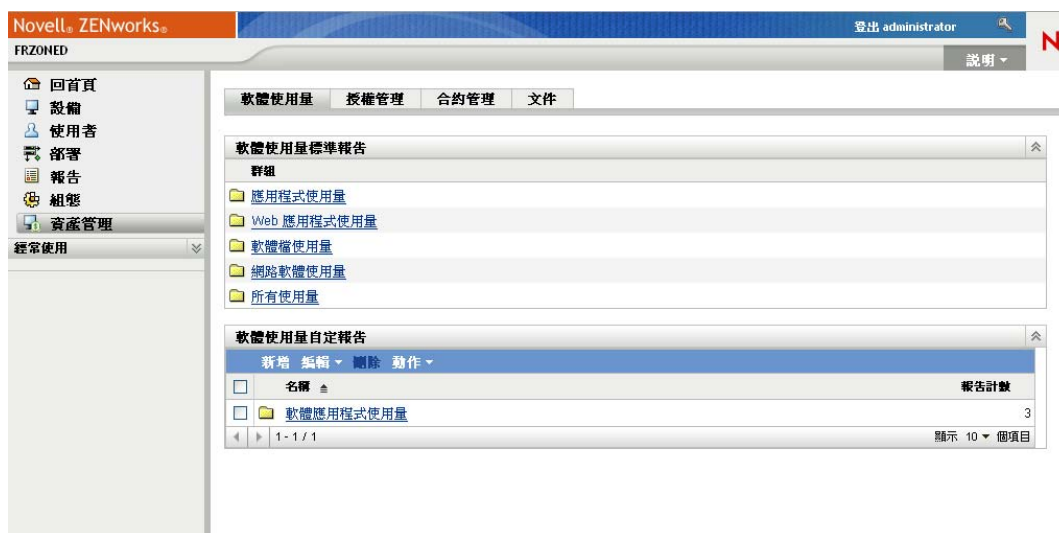 Novell® ZENworks®
登出 administrator
FRZONED
N
說明
回首頁
設備
使用者
部署
報告
組態
資產管理
經常使用
軟體使用量 授權管理 合約管理 文件
軟體使用量標準報告
群組
應用程式使用量
Web 應用程式使用量
軟體檔使用量
網路軟體使用量
所有使用量
軟體使用量自定報告
新增 編輯 刪除 動作
名稱 報告計數
軟體應用程式使用量 3
1 - 1 / 1 顯示 10 個項目